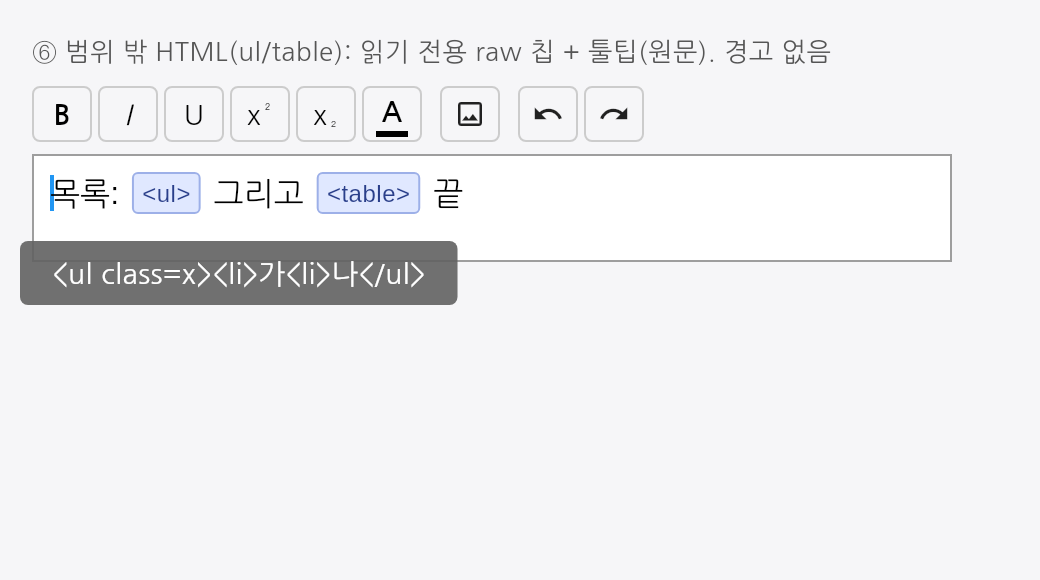 ⑥ 범위 밖 HTML(ul/table): 읽기 전용 raw 칩 + 툴팁(원문). 경고 없음
B I U x² x₂ A
목록: <ul> 그리고 <table> 끝
<ul class=x><li>가<li>나</ul>